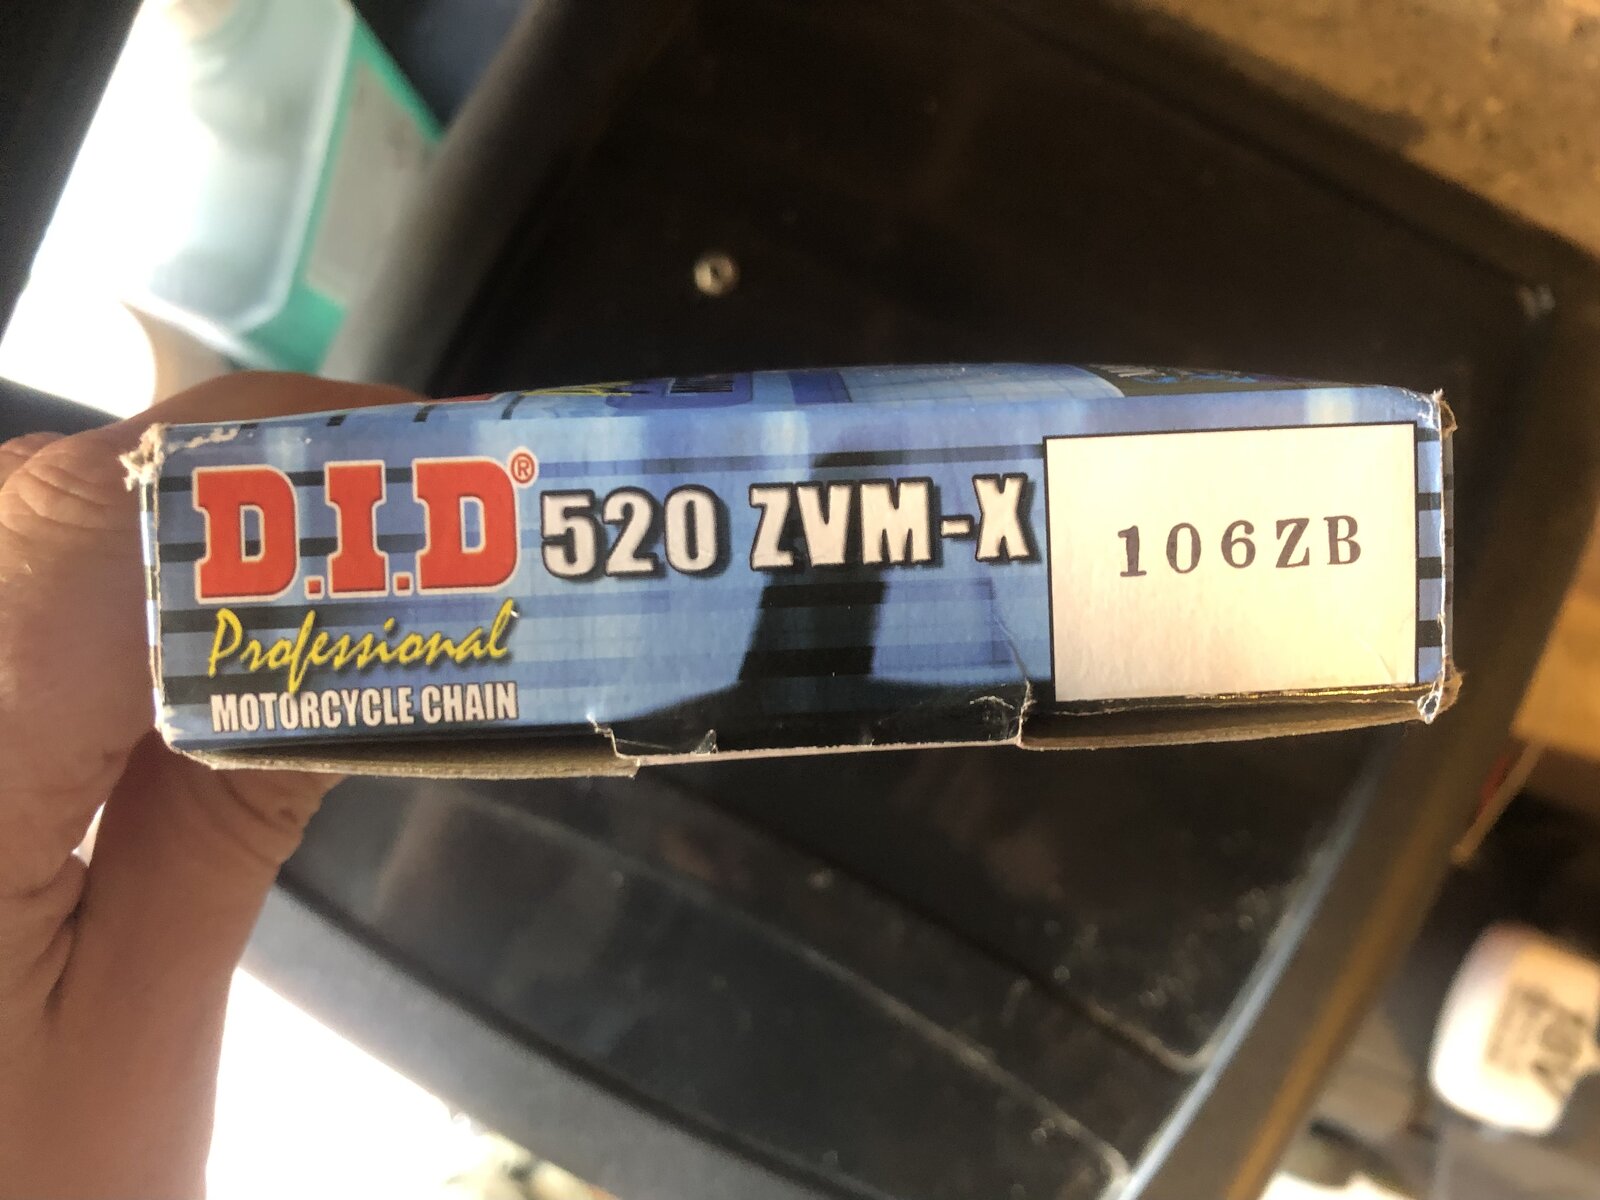 D.I.D® 520 ZVM-X
Professional
MOTORCYCLE CHAIN
106ZB